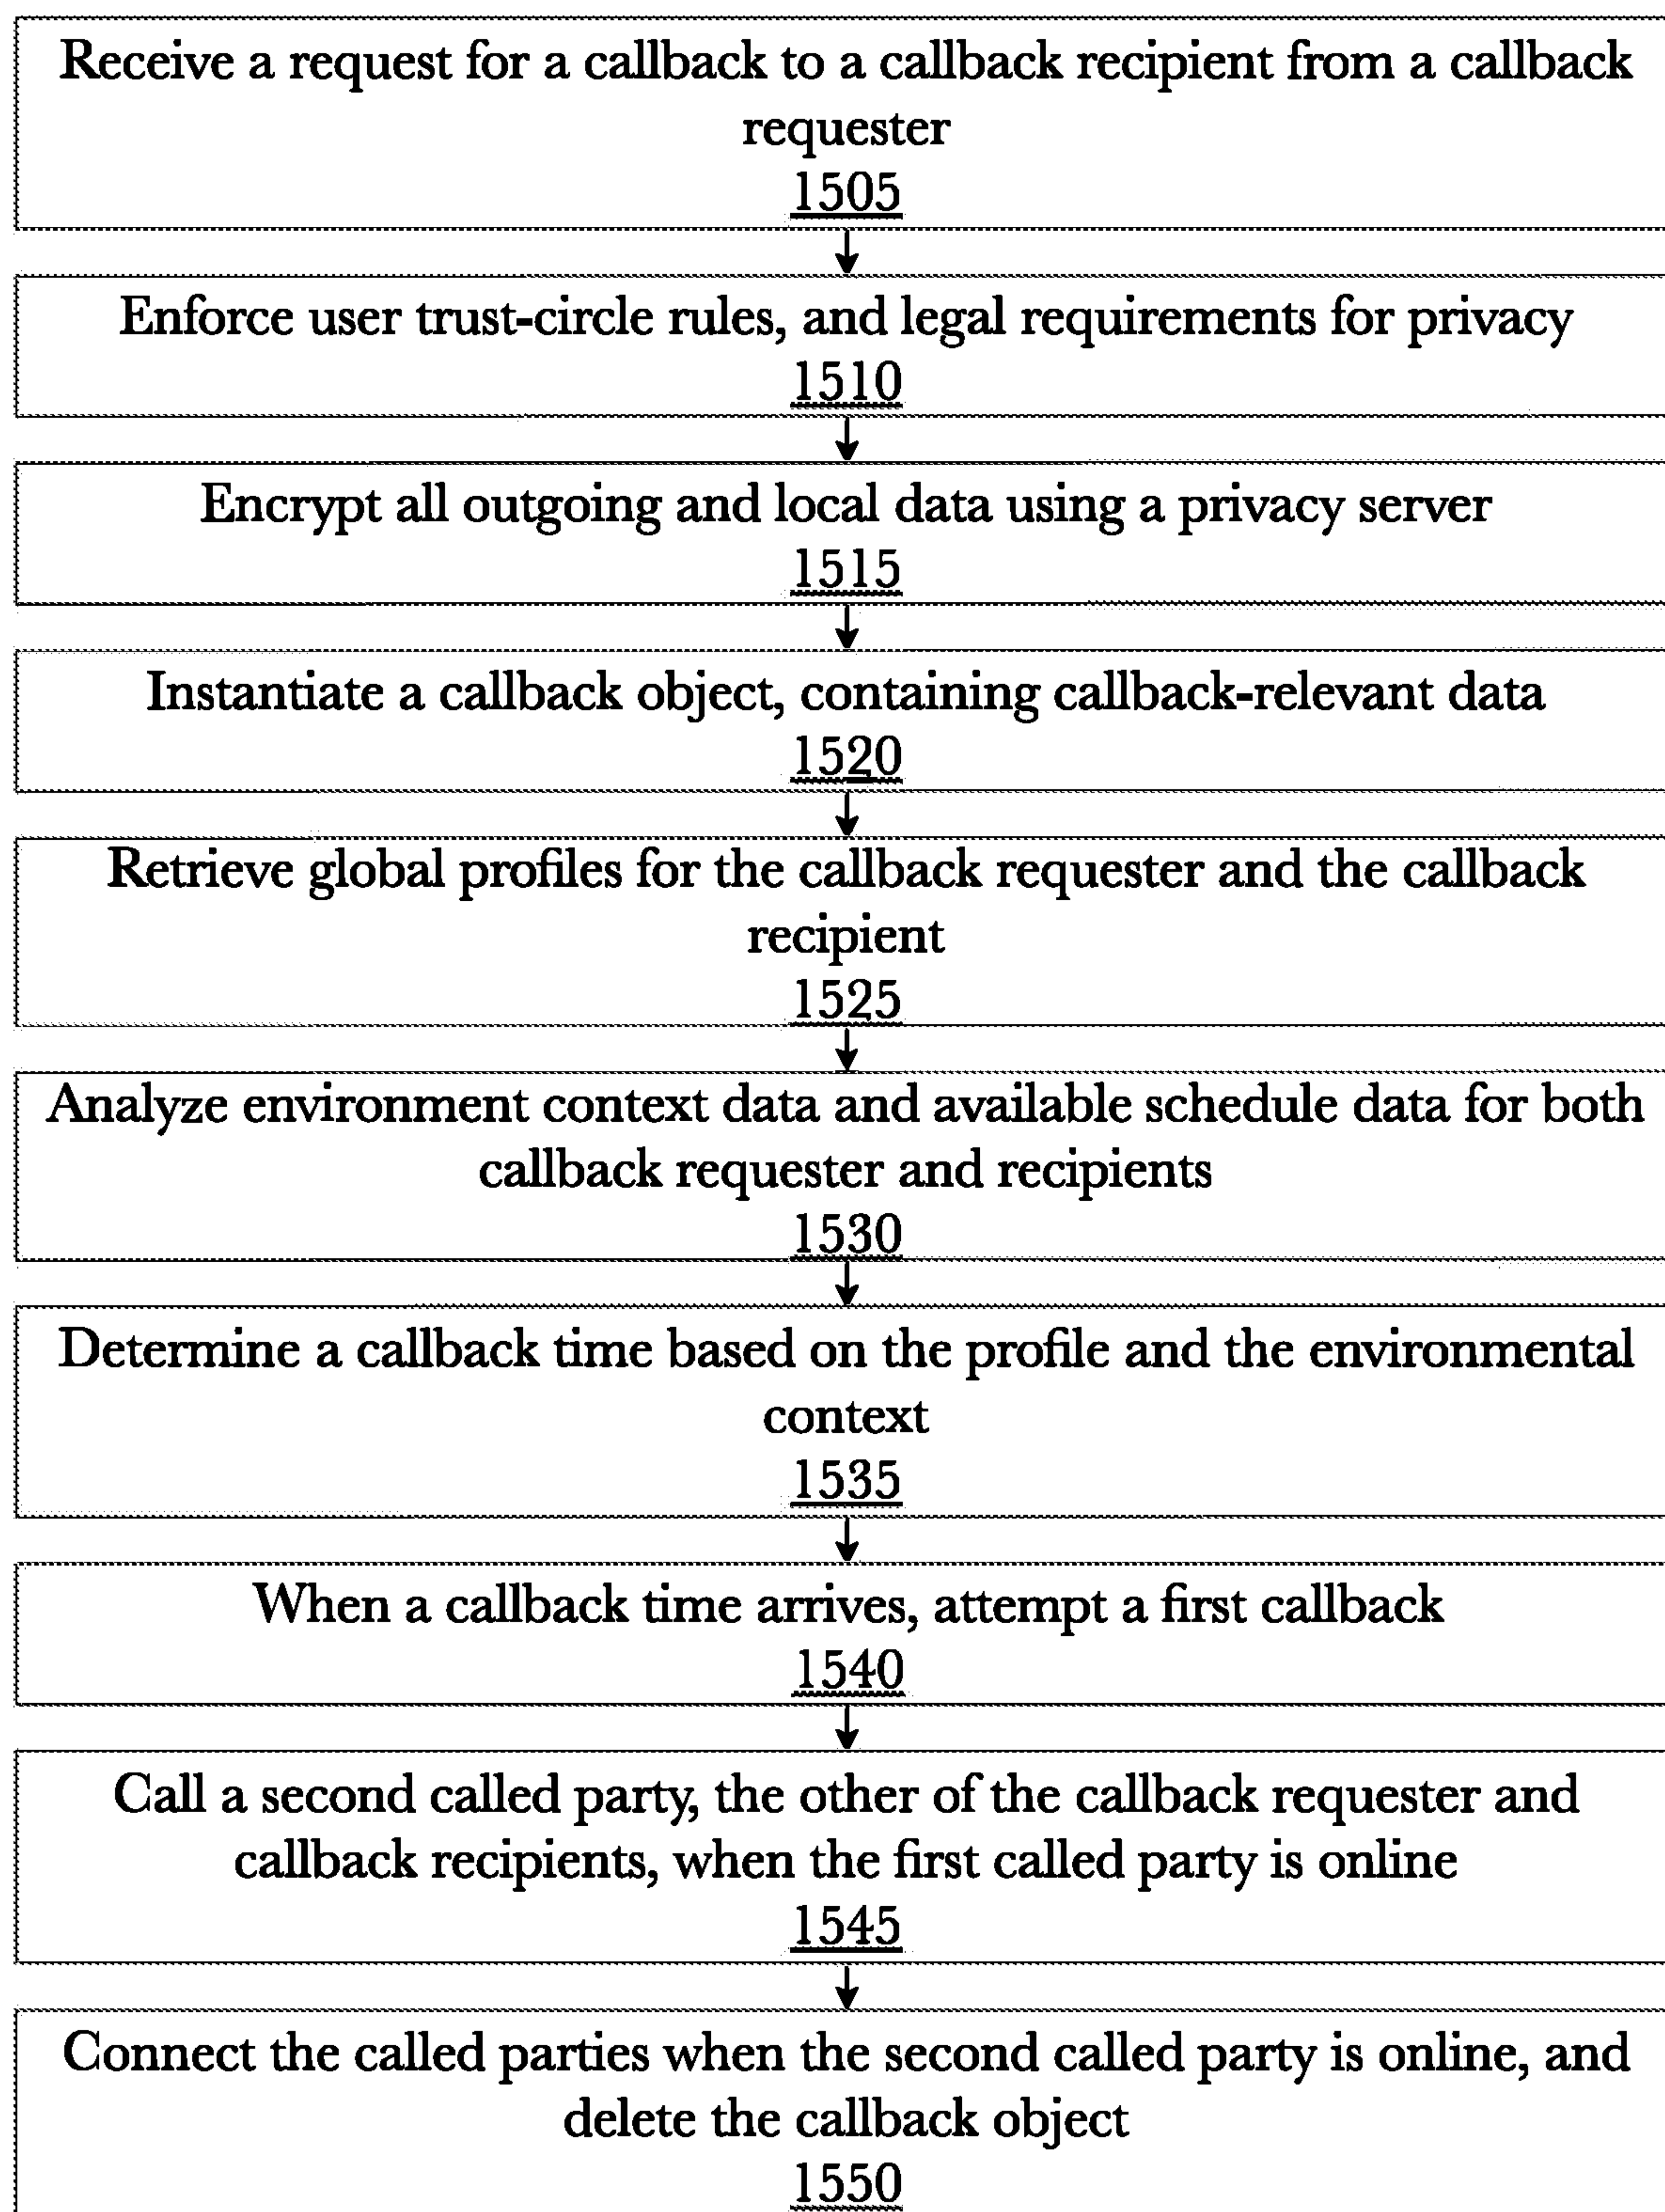 Receive a request for a callback to a callback recipient from a callback
requester
1505
Enforce user trust-circle rules, and legal requirements for privacy
1510
Encrypt all outgoing and local data using a privacy server
1515
Instantiate a callback object, containing callback-relevant data
1520
Retrieve global profiles for the callback requester and the callback
recipient
1525
Analyze environment context data and available schedule data for both
callback requester and recipients
1530
Determine a callback time based on the profile and the environmental
context
1535
When a callback time arrives, attempt a first callback
1540
Call a second called party, the other of the callback requester and
callback recipients, when the first called party is online
1545
Connect the called parties when the second called party is online, and
delete the callback object
1550